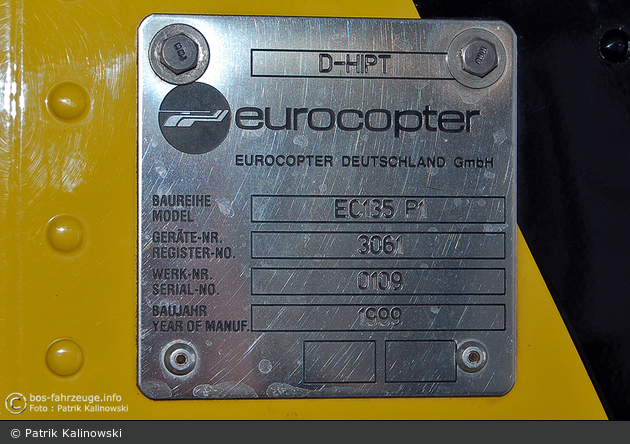 D-HIPT
eurocopter
EUROCOPTER DEUTSCHLAND GmbH
BAUREIHE
MODEL
EC135 P1
GERÄTE-NR.
REGISTER-NO.
3061
WERK-NR.
SERIAL-NO.
0109
BAUJAHR
YEAR OF MANUF.
1999
© bos-fahrzeuge.info
Foto : Patrik Kalinowski
© Patrik Kalinowski